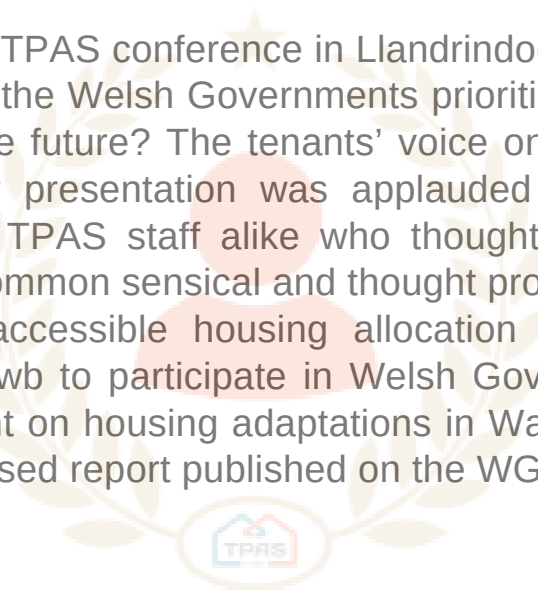 TPAS conference in Llandrindo
the Welsh Governments prioriti
e future? The tenants’ voice or
presentation was applauded
TPAS staff alike who thought
ommon sensical and thought pro
accessible housing allocation
wb to participate in Welsh Gov
t on housing adaptations in Wa
sed report published on the WG
TPAS